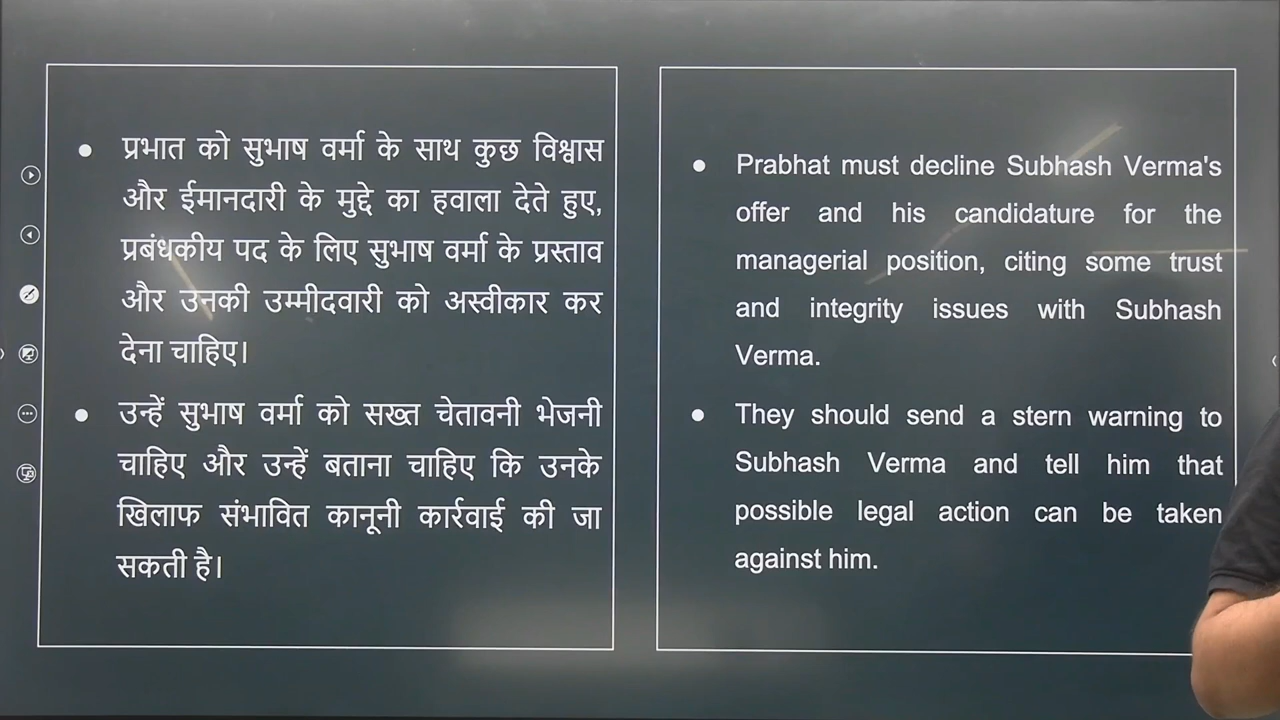 प्रभात को सुभाष वर्मा के साथ कुछ विश्वास
और ईमानदारी के मुद्दे का हवाला देते हुए,
प्रबंधकीय पद के लिए सुभाष वर्मा के प्रस्ताव
और उनकी उम्मीदवारी को अस्वीकार कर
देना चाहिए।
उन्हें सुभाष वर्मा को सख्त चेतावनी भेजनी
चाहिए और उन्हें बताना चाहिए कि उनके
खिलाफ संभावित कानूनी कार्रवाई की जा
सकती है।
Prabhat must decline Subhash Verma's
offer and his candidature for the
managerial position, citing some trust
and integrity issues with Subhash
Verma.
They should send a stern warning to
Subhash Verma and tell him that
possible legal action can be taken
against him.